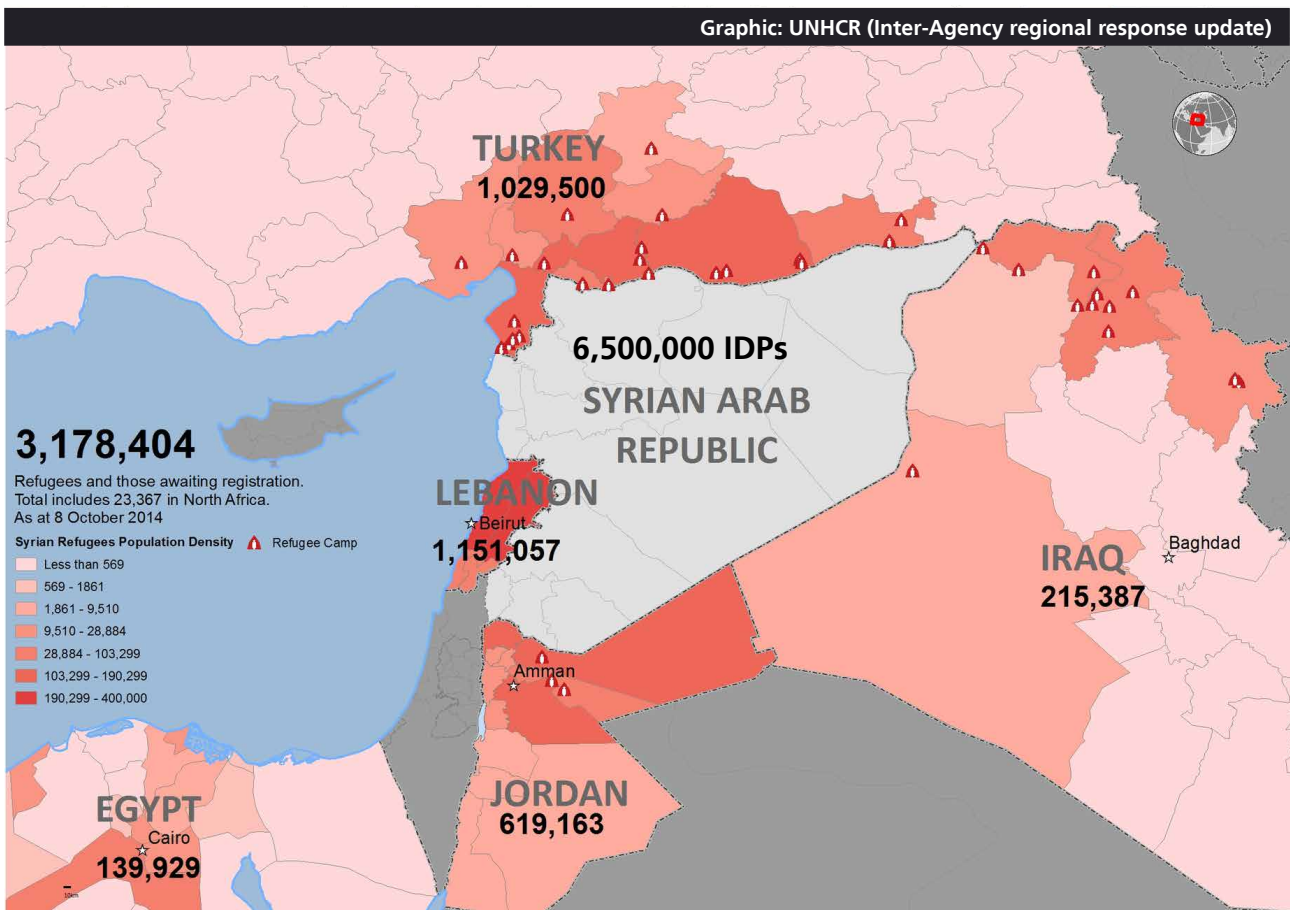 Graphic: UNHCR (Inter-Agency regional response update)
TURKEY
1,029,500
6,500,000 IDPs
SYRIAN ARAB
REPUBLIC
3,178,404
Refugees and those awaiting registration.
Total includes 23,367 in North Africa.
As at 8 October 2014
Syrian Refugees Population Density
Refugee Camp
Less than 569
569 - 1861
1,861 - 9,510
9,510 - 28,884
28,884 - 103,299
103,299 - 190,299
190,299 - 400,000
LEBANON
Beirut
1,151,057
IRAQ
Baghdad
215,387
Amman
JORDAN
619,163
EGYPT
Cairo
139,929
10km